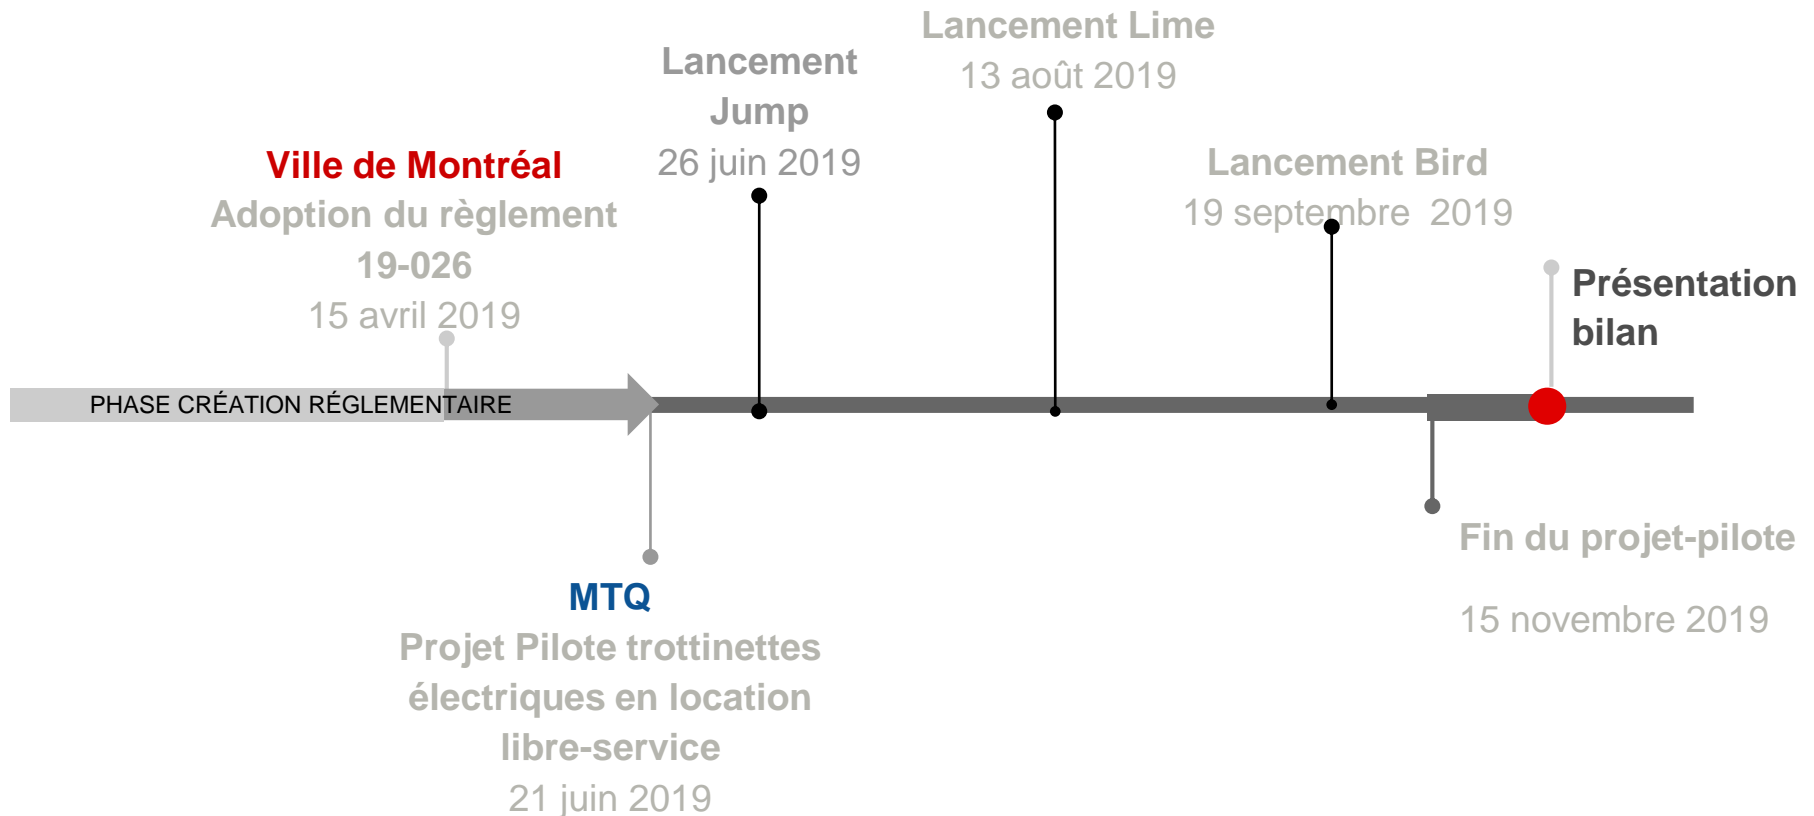 Lancement Lime
13 août 2019
Lancement
Jump
26 juin 2019
Ville de Montréal
Adoption du règlement
19-026
15 avril 2019
Lancement Bird
19 septembre  2019
Présentation
bilan
PHASE CRÉATION RÉGLEMENTAIRE
Fin du projet-pilote
15 novembre 2019
MTQ
Projet Pilote trottinettes
électriques en location
libre-service
21 juin 2019